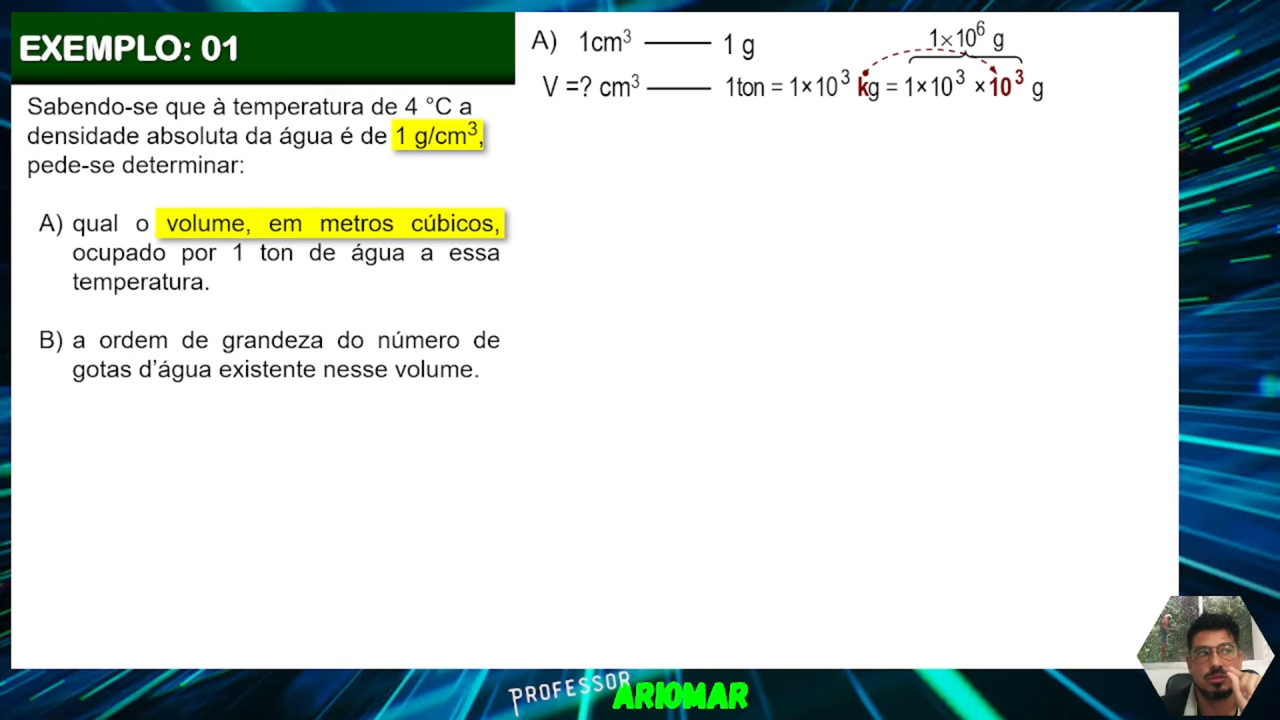 EXEMPLO: 01
Sabendo-se que à temperatura de 4 °C a
densidade absoluta da água é de 1 g/cm³,
pede-se determinar:
A) qual o volume, em metros cúbicos,
ocupado por 1 ton de água a essa
temperatura.
B) a ordem de grandeza do número de
gotas d’água existente nesse volume.
A) 1cm³ —— 1 g
1×10⁶ g
V =? cm³ —— 1ton = 1×10³ kg = 1×10³ ×10³ g
PROFESSOR ARIOMAR